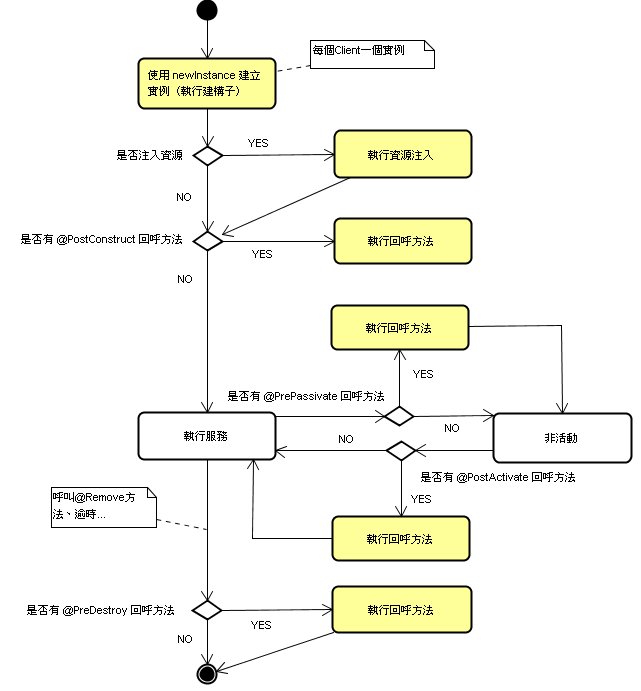 每個Client一個實例
使用 newInstance 建立
實例（執行建構子）
是否注入資源
YES
執行資源注入
NO
是否有 @PostConstruct 回呼方法
YES
執行回呼方法
NO
執行回呼方法
YES
是否有 @PrePassivate 回呼方法
NO
執行服務
非活動
NO
是否有 @PostActivate 回呼方法
YES
呼叫@Remove方
法、逾時...
執行回呼方法
是否有 @PreDestroy 回呼方法
YES
執行回呼方法
NO